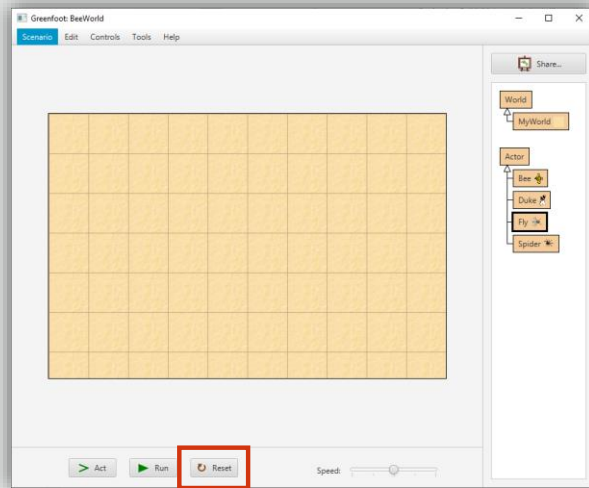 Greenfoot: BeeWorld
Scenario Edit Controls Tools Help
Share...
World
MyWorld
Actor
Bee
Duke
Fly
Spider
Act Run Reset Speed: